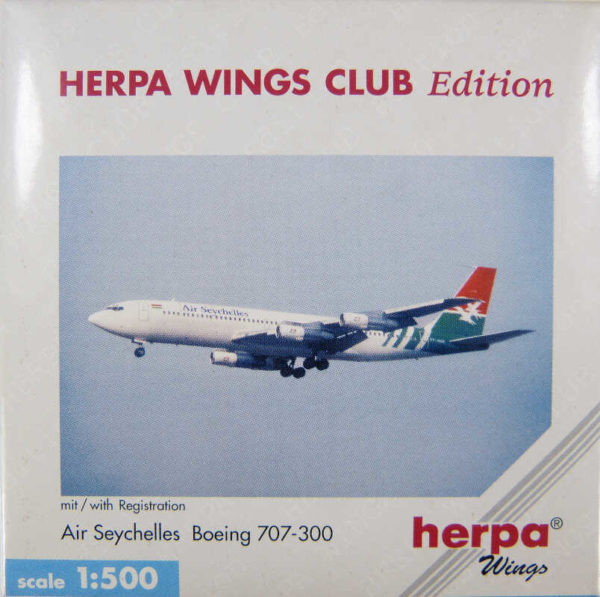 HERPA WINGS CLUB Edition
Air Seychelles
mit / with Registration
Air Seychelles Boeing 707-300
herpa®
Wings
scale 1:500